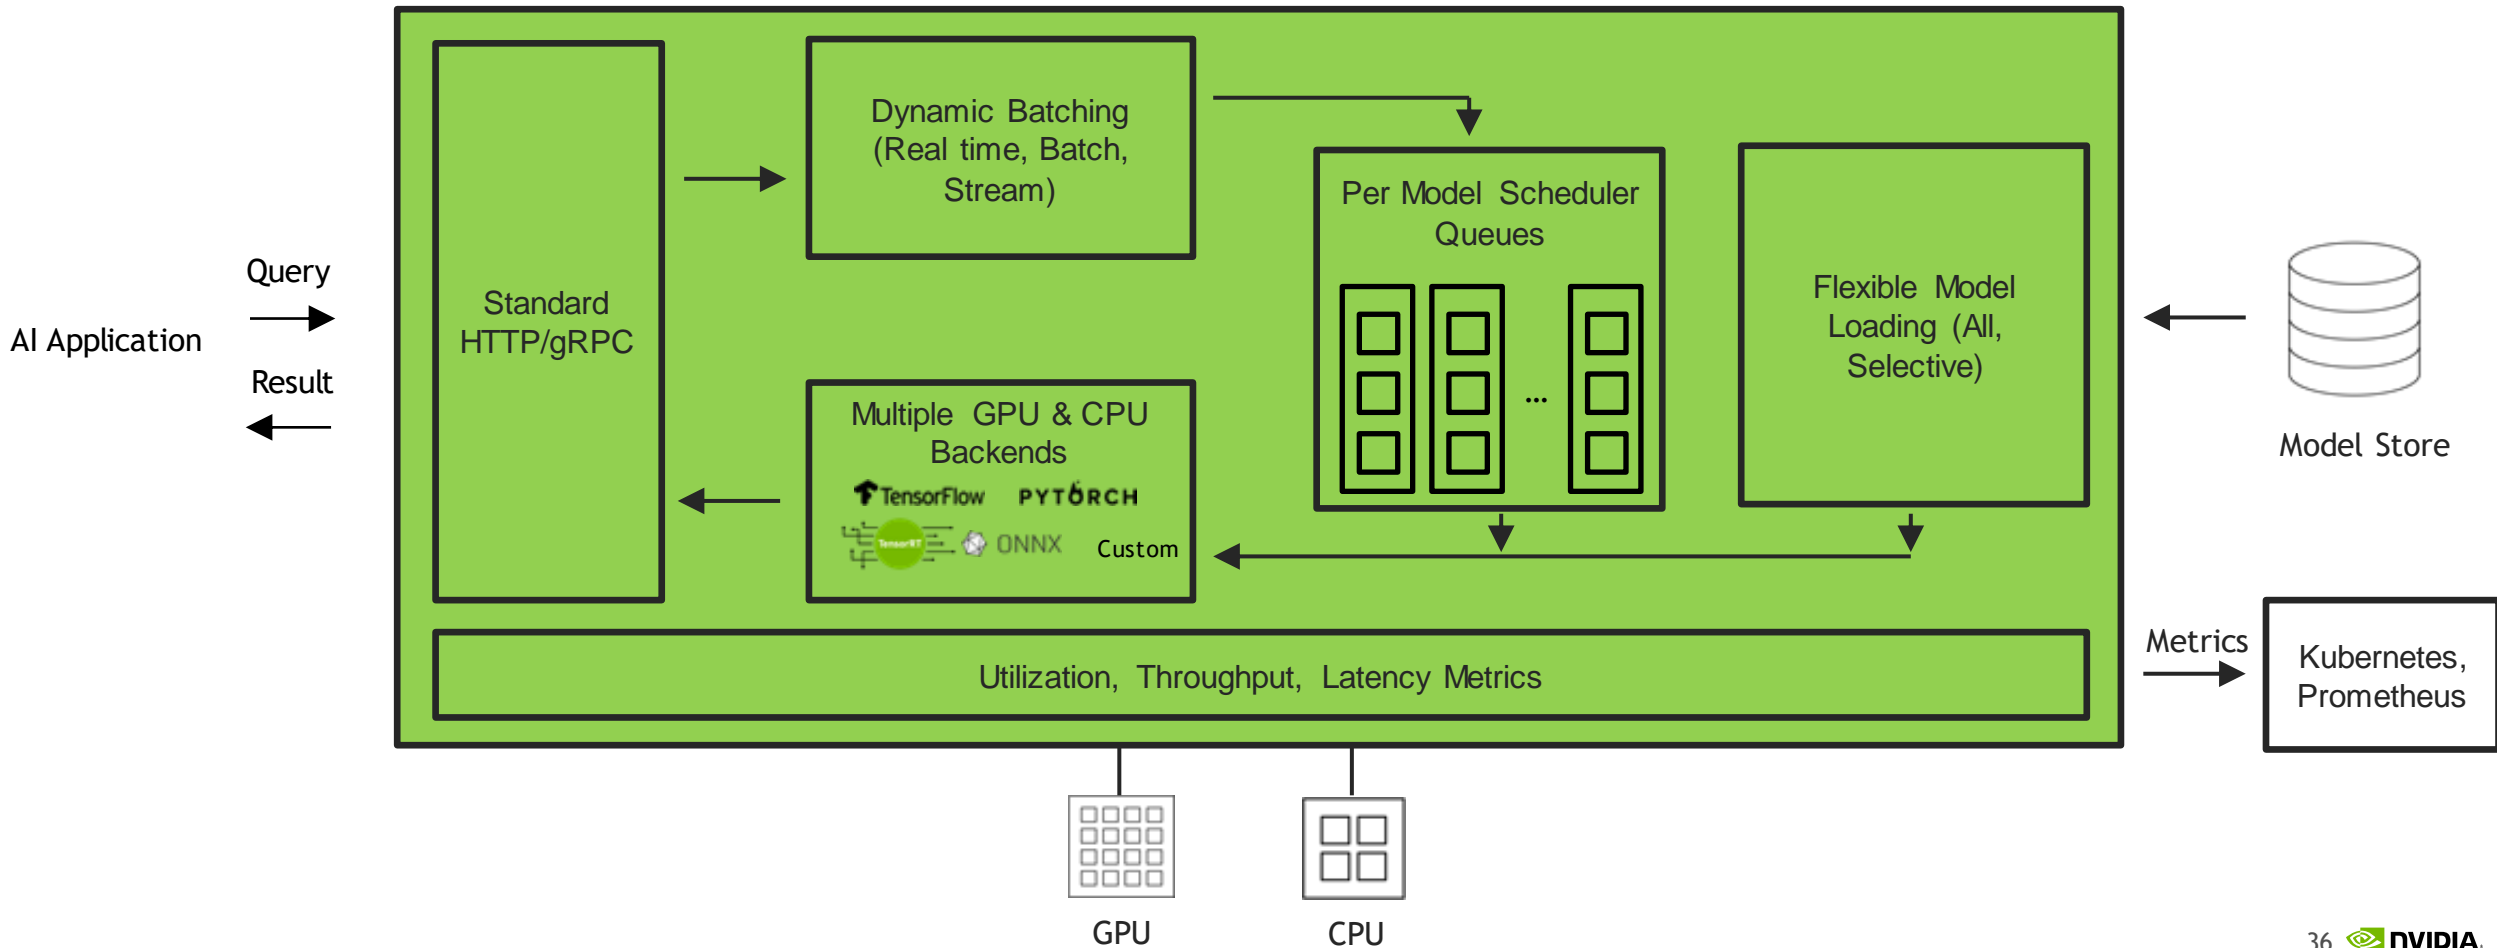 AI Application
Query
Result
Standard
HTTP/gRPC
Dynamic Batching
(Real time, Batch,
Stream)
Per Model Scheduler
Queues
...
Flexible Model
Loading (All,
Selective)
Model Store
Multiple GPU & CPU
Backends
TensorFlow PYTORCH
TensorRT ONNX Custom
Utilization, Throughput, Latency Metrics
Metrics
Kubernetes,
Prometheus
GPU
CPU
36 NVIDIA.